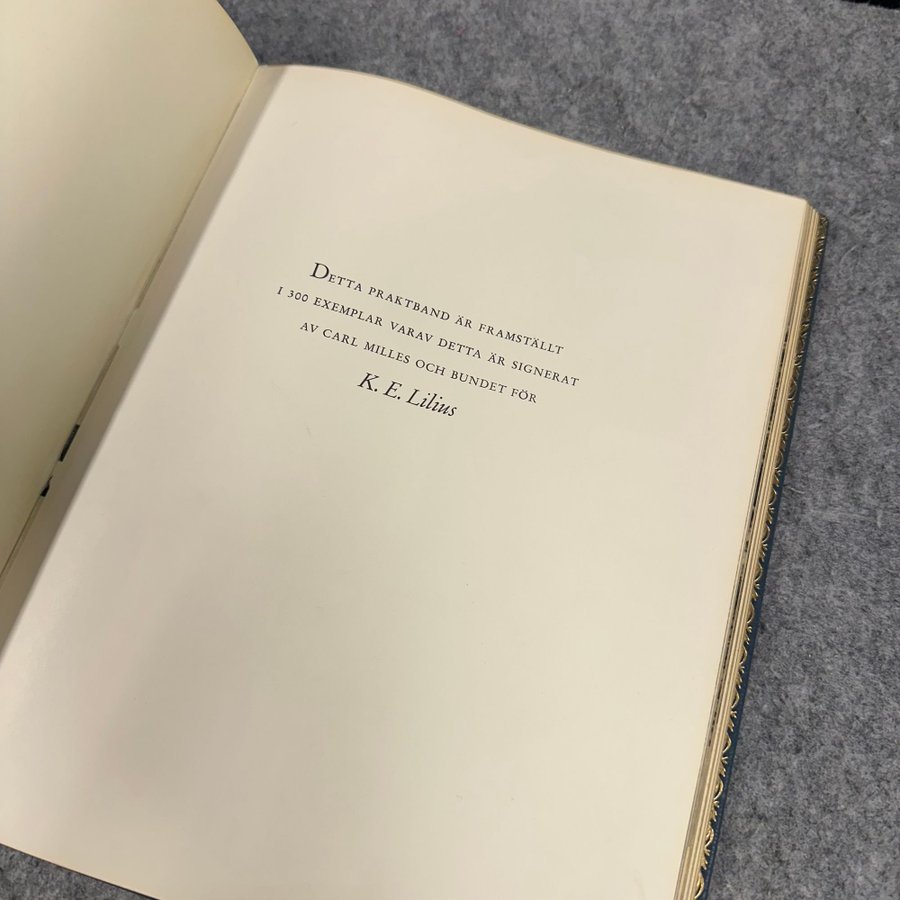 Detta praktband är framställt
i 300 exemplar varav detta är signerat
av carl milles och bundet för
K. E. Lilius